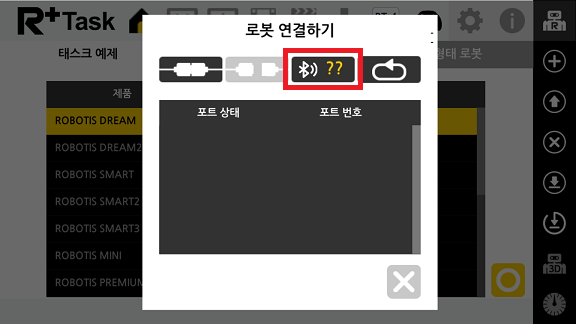 R+Task
로봇 연결하기
태스크 예제
형태 로봇
??
제품
포트 상태
포트 번호
ROBOTIS DREAM
ROBOTIS DREAM2
ROBOTIS SMART
ROBOTIS SMART2
ROBOTIS SMART3
ROBOTIS MINI
ROBOTIS PREMIUM
R
3D